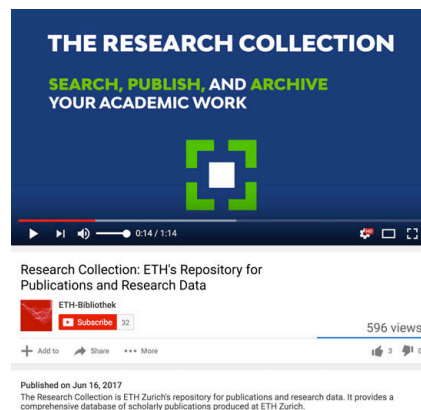 THE RESEARCH COLLECTION
SEARCH, PUBLISH, AND ARCHIVE
YOUR ACADEMIC WORK
0:14 / 1:14
HD
Research Collection: ETH's Repository for
Publications and Research Data
ETH-Bibliothek
Subscribe 32
596 views
Add to Share More
3 0
Published on Jun 16, 2017
The Research Collection is ETH Zurich's repository for publications and research data. It provides a
comprehensive database of scholarly publications produced at ETH Zurich.